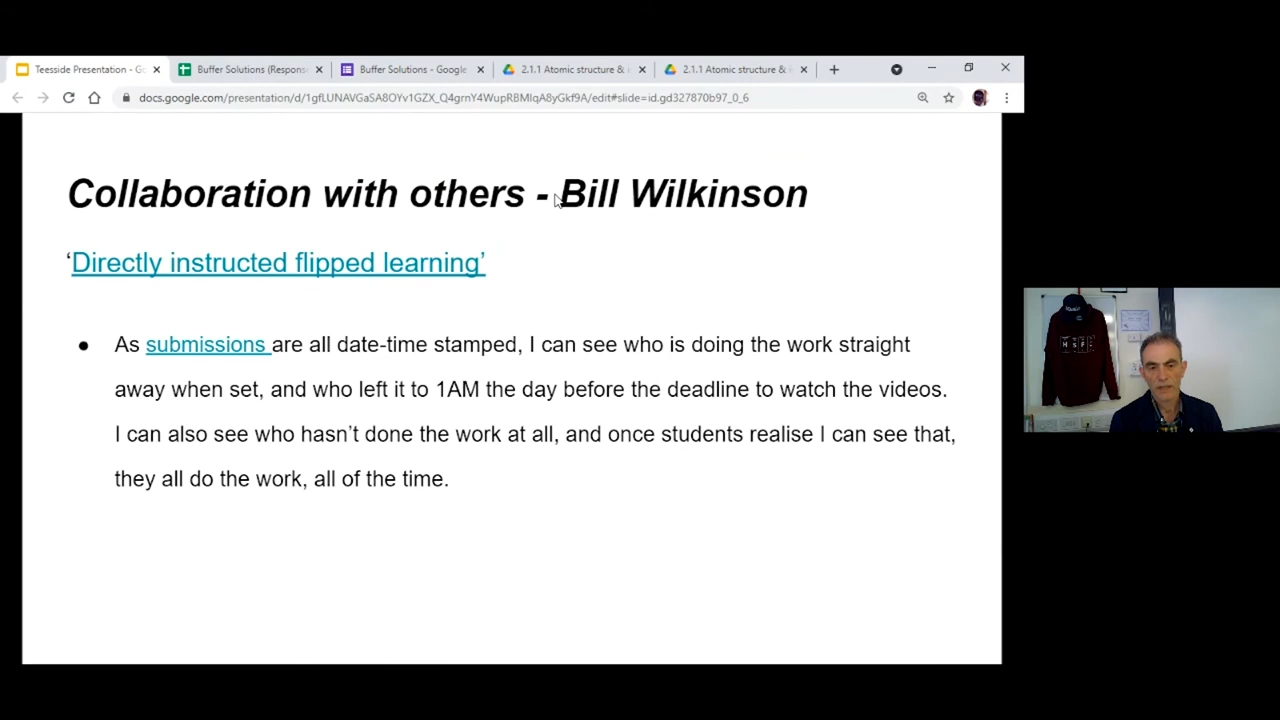 Teesside Presentation - Go
Buffer Solutions (Respons
Buffer Solutions - Google
2.1.1 Atomic structure &
2.1.1 Atomic structure &
docs.google.com/presentation/d/1gfLUNAVGaSA8OYv1GZX_Q4grnY4WupRBMIqA8yGkf9A/edit#slide=id.gd327870b97_0_6
Collaboration with others - Bill Wilkinson
‘Directly instructed flipped learning’
● As submissions are all date-time stamped, I can see who is doing the work straight
away when set, and who left it to 1AM the day before the deadline to watch the videos.
I can also see who hasn’t done the work at all, and once students realise I can see that,
they all do the work, all of the time.